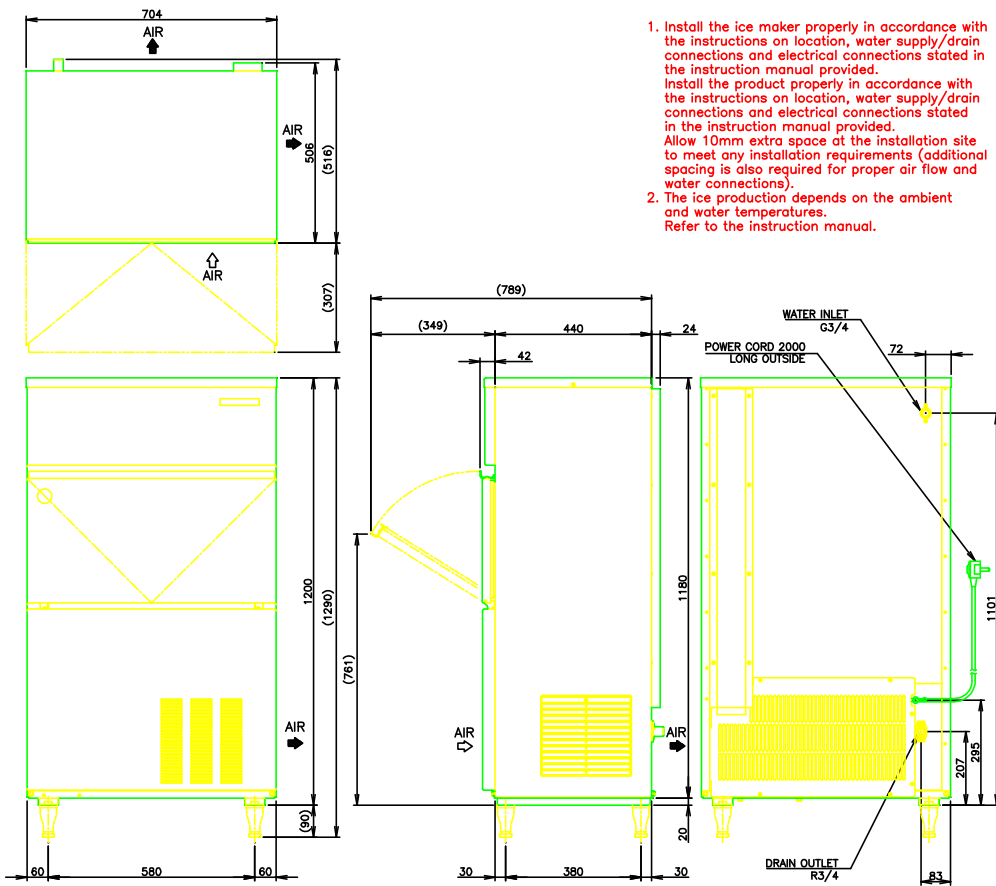 704
AIR
AIR
506
(516)
AIR
(307)
1. Install the ice maker properly in accordance with
the instructions on location, water supply/drain
connections and electrical connections stated in
the instruction manual provided.
Install the product properly in accordance with
the instructions on location, water supply/drain
connections and electrical connections stated
in the instruction manual provided.
Allow 10mm extra space at the installation site
to meet any installation requirements (additional
spacing is also required for proper air flow and
water connections).
2. The ice production depends on the ambient
and water temperatures.
Refer to the instruction manual.
(789)
(349)
440
24
42
WATER INLET
G3/4
72
POWER CORD 2000
LONG OUTSIDE
1200
(1290)
(761)
1180
1101
AIR
AIR
AIR
295
207
(90)
20
60
580
60
30
380
30
DRAIN OUTLET
R3/4
83